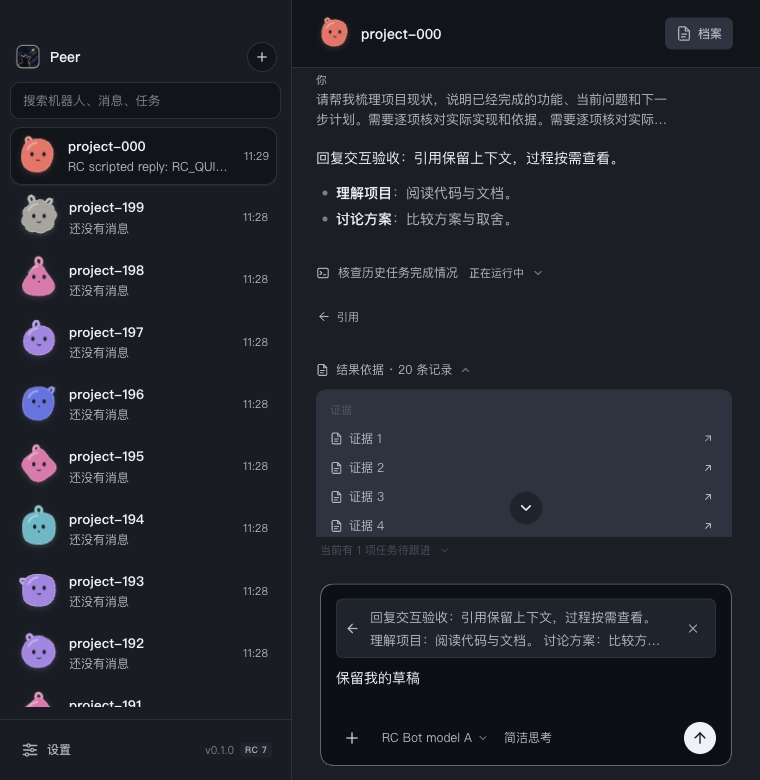 Peer
搜索机器人、消息、任务
project-000
11:29
RC scripted reply: RC_QUI...
project-199
11:28
还没有消息
project-198
11:28
还没有消息
project-197
11:28
还没有消息
project-196
11:28
还没有消息
project-195
11:28
还没有消息
project-194
11:28
还没有消息
project-193
11:28
还没有消息
project-192
11:28
还没有消息
project-191
设置
v0.1.0 RC 7
project-000
档案
你
请帮我梳理项目现状，说明已经完成的功能、当前问题和下一
步计划。需要逐项核对实际实现和依据。需要逐项核对实际...
回复交互验收：引用保留上下文，过程按需查看。
理解项目：阅读代码与文档。
讨论方案：比较方案与取舍。
核查历史任务完成情况 正在运行中
引用
结果依据 · 20 条记录
证据
证据 1
证据 2
证据 3
证据 4
当前有 1 项任务待跟进
回复交互验收：引用保留上下文，过程按需查看。
理解项目：阅读代码与文档。 讨论方案：比较方...
保留我的草稿
RC Bot model A 简洁思考